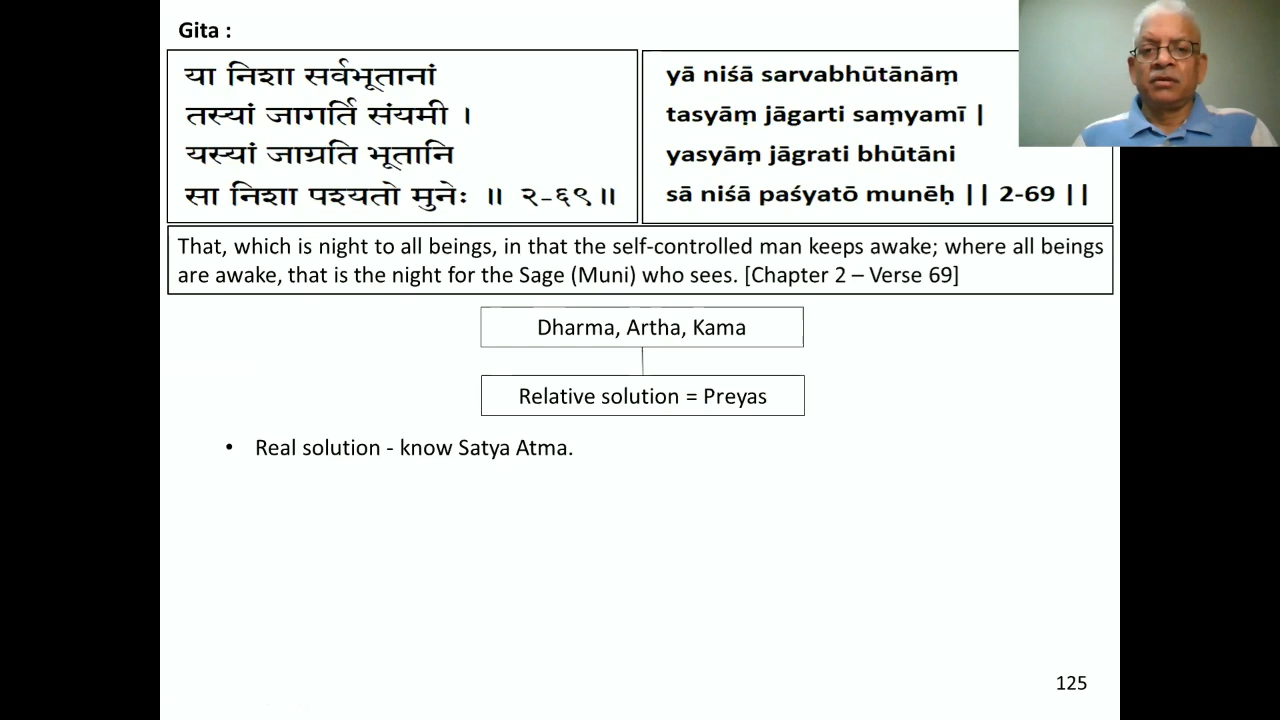 Gita :
या निशा सर्वभूतानां
तस्यां जागर्ति संयमी ।
यस्यां जाग्रति भूतानि
सा निशा पश्यतो मुनेः ॥ २-६९॥
yā niśā sarvabhūtānāṃ
tasyāṃ jāgarti saṃyamī |
yasyāṃ jāgrati bhūtāni
sā niśā paśyatō munēḥ || 2-69 ||
That, which is night to all beings, in that the self-controlled man keeps awake; where all beings
are awake, that is the night for the Sage (Muni) who sees. [Chapter 2 – Verse 69]
Dharma, Artha, Kama
Relative solution = Preyas
• Real solution - know Satya Atma.
125